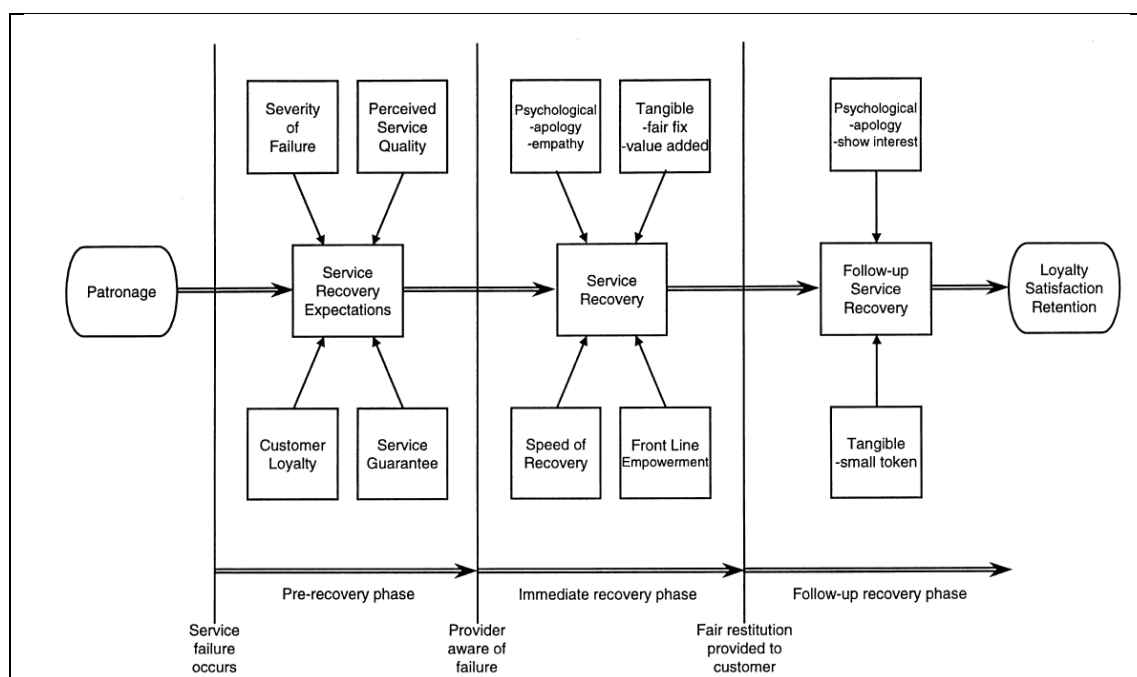 Severity
of
Failure
Perceived
Service
Quality
Psychological
-apology
-empathy
Tangible
-fair fix
-value added
Psychological
-apology
-show interest
Patronage
Service
Recovery
Expectations
Service
Recovery
Follow-up
Service
Recovery
Loyalty
Satisfaction
Retention
Customer
Loyalty
Service
Guarantee
Speed of
Recovery
Front Line
Empowerment
Tangible
-small token
Pre-recovery phase
Immediate recovery phase
Follow-up recovery phase
Service
failure
occurs
Provider
aware of
failure
Fair restitution
provided to
customer